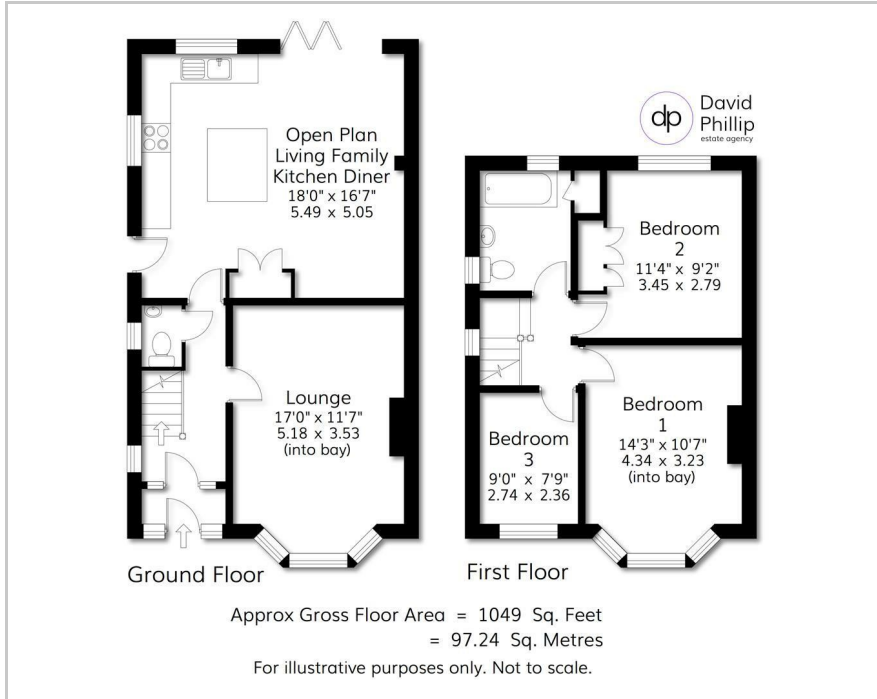 dp
David
Phillip
estate agency
Open Plan
Living Family
Kitchen Diner
18'0" x 16'7"
5.49 x 5.05
Lounge
17'0" x 11'7"
5.18 x 3.53
(into bay)
Ground Floor
Bedroom
2
11'4" x 9'2"
3.45 x 2.79
Bedroom
1
14'3" x 10'7"
4.34 x 3.23
(into bay)
Bedroom
3
9'0" x 7'9"
2.74 x 2.36
First Floor
Approx Gross Floor Area = 1049 Sq. Feet
= 97.24 Sq. Metres
For illustrative purposes only. Not to scale.